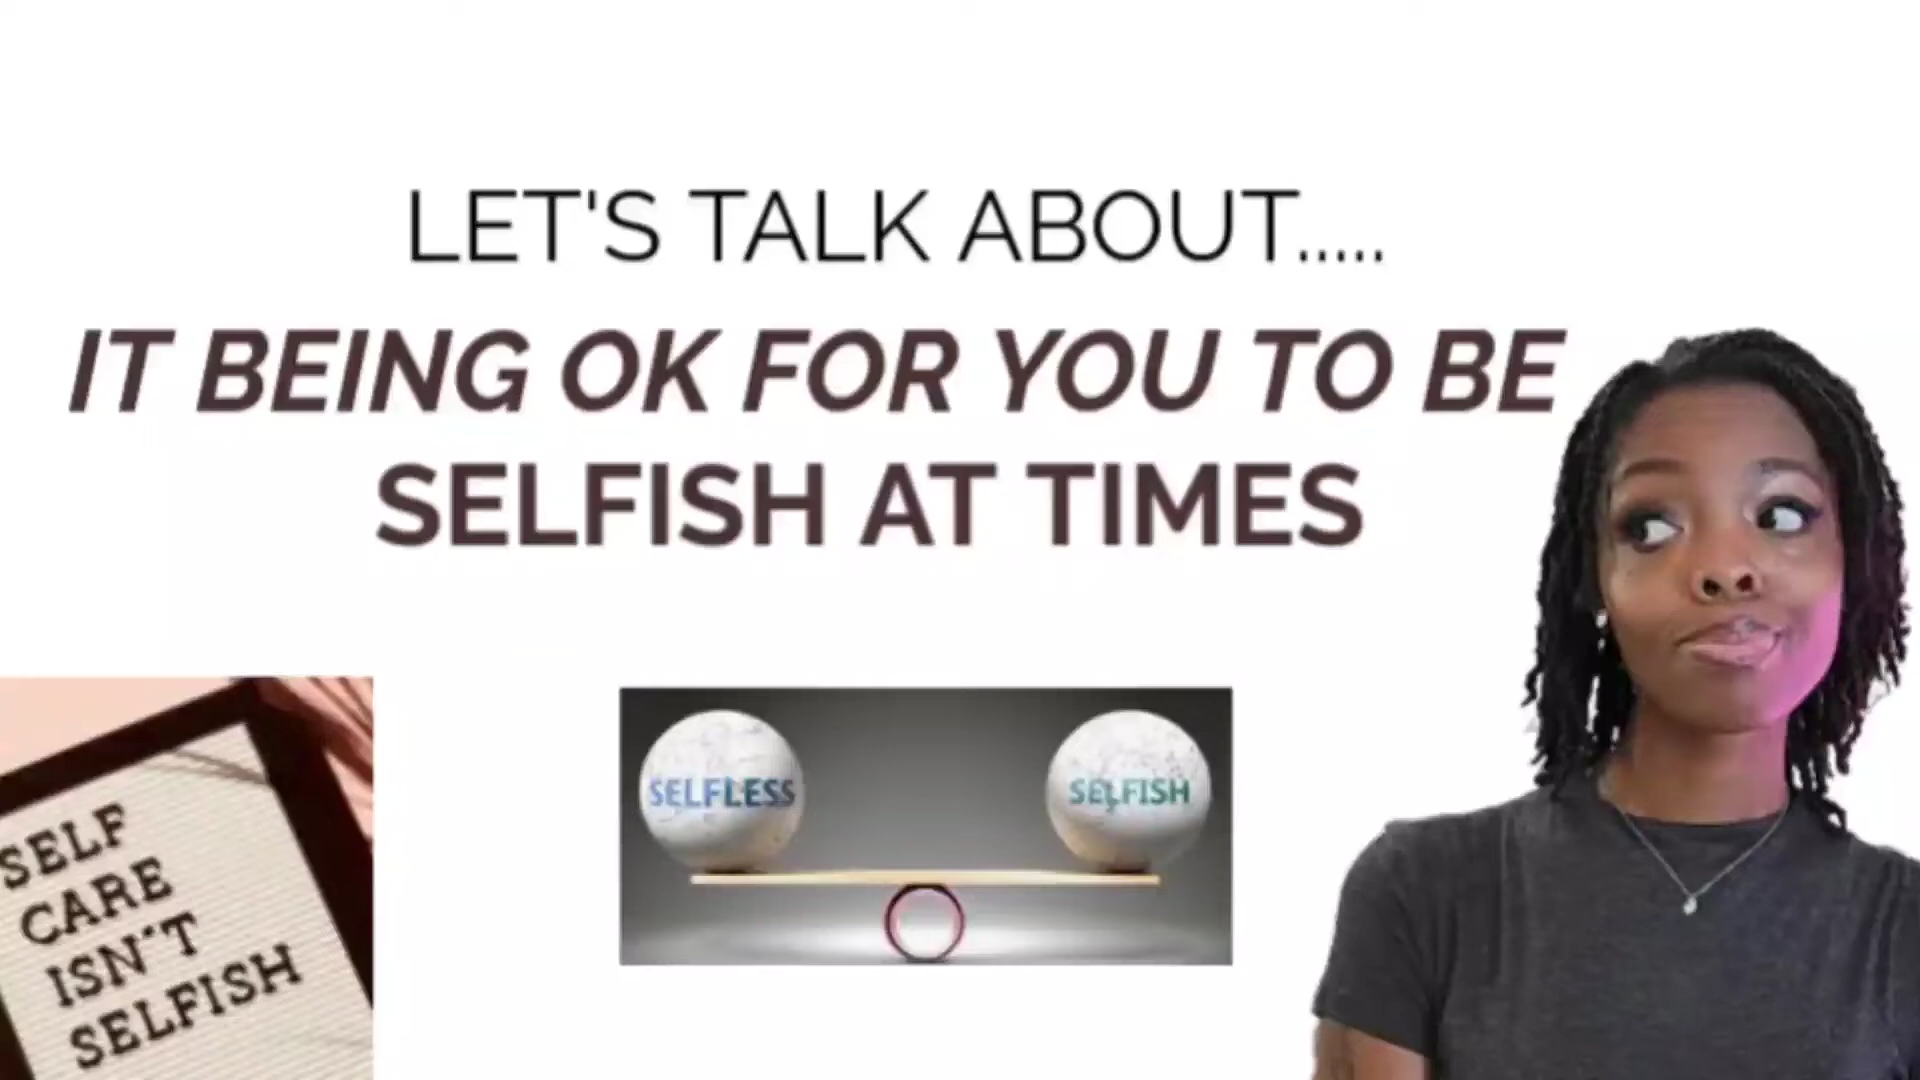 LET'S TALK ABOUT.....
IT BEING OK FOR YOU TO BE
SELFISH AT TIMES
SELF
CARE
ISN'T
SELFISH
SELFLESS
SELFISH